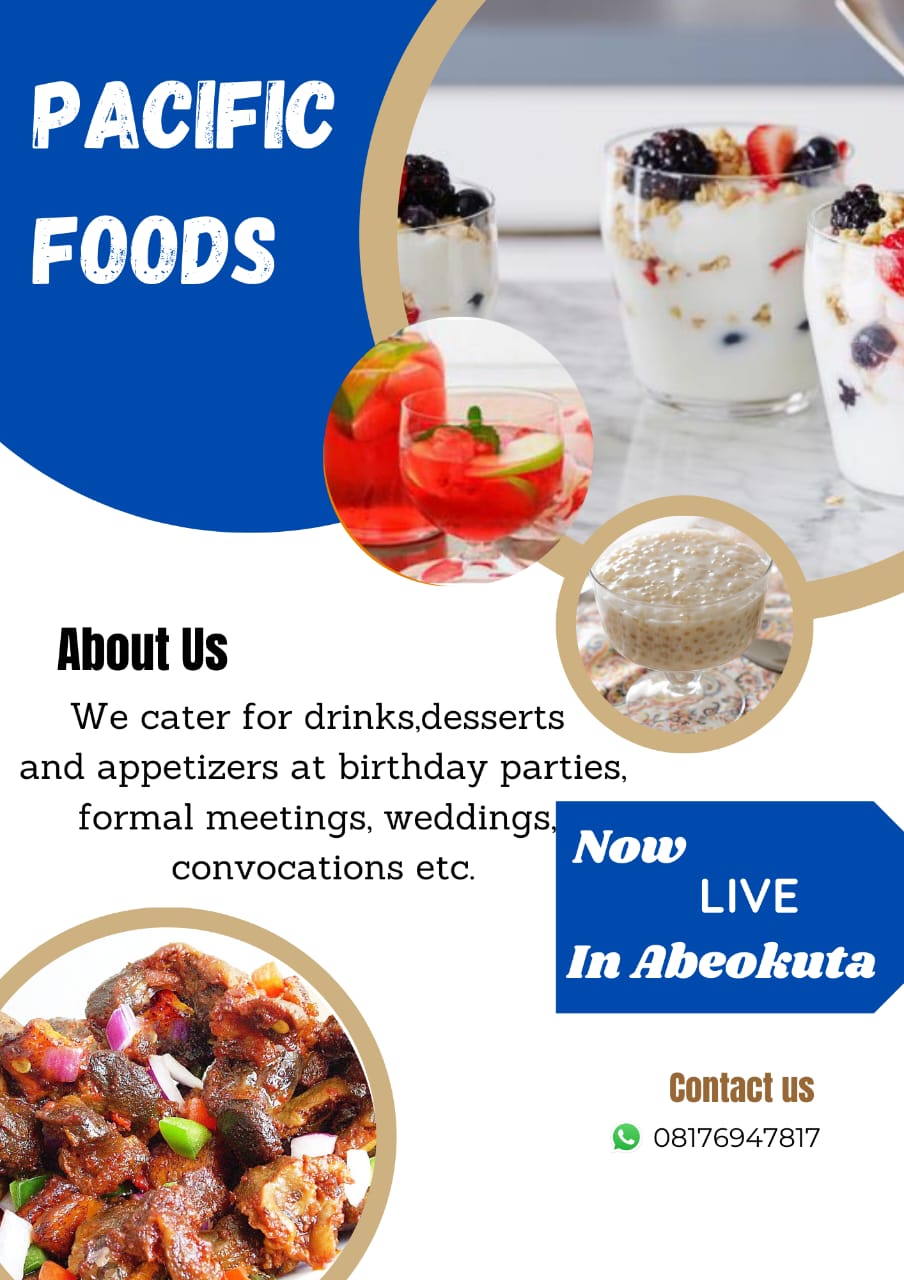 PACIFIC
FOODS
About Us
We cater for drinks,desserts
and appetizers at birthday parties,
formal meetings, weddings,
convocations etc.
Now
LIVE
In Abeokuta
Contact us
08176947817